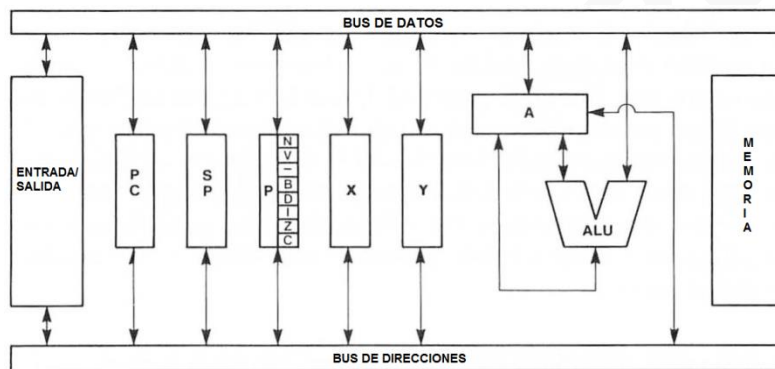 BUS DE DATOS
ENTRADA/
SALIDA
P
C
S
P
P
N
V
–
B
D
I
Z
C
X
Y
A
ALU
M
E
M
O
R
I
A
BUS DE DIRECCIONES